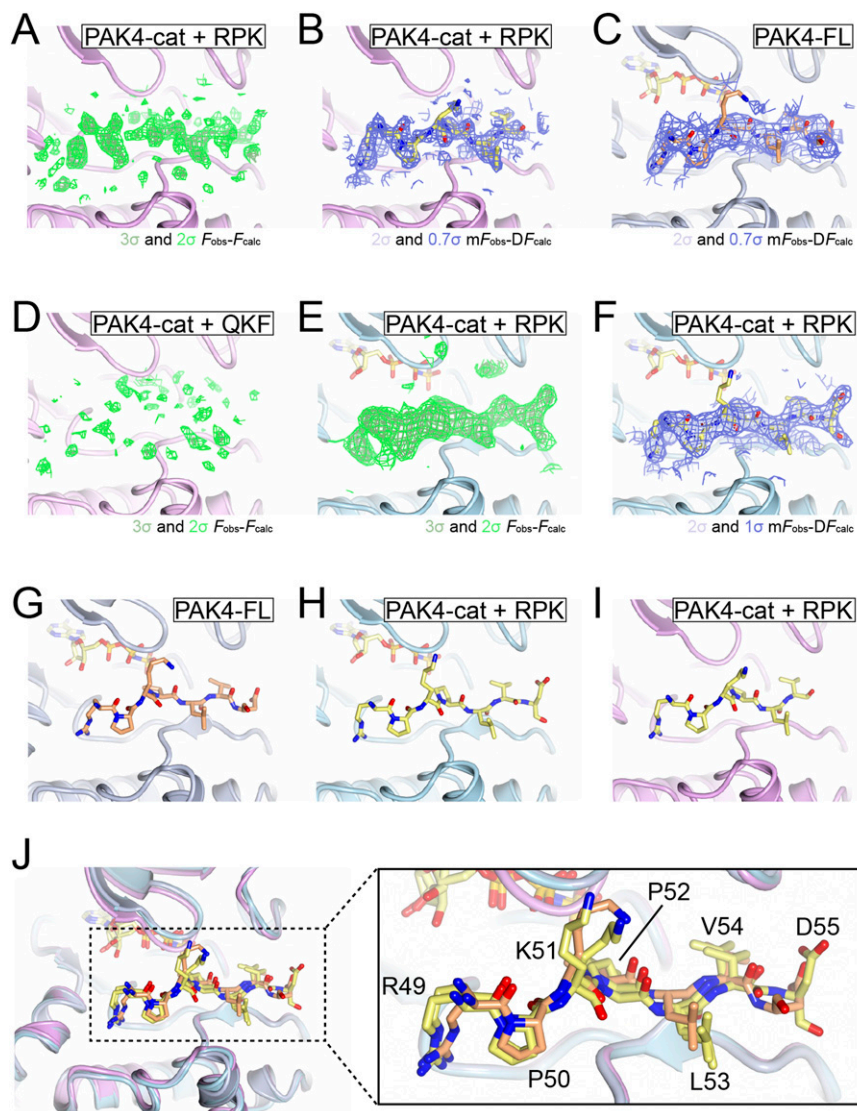 A PAK4-cat + RPK
B PAK4-cat + RPK
C PAK4-FL
3σ and 2σ Fobs-Fcalc
2σ and 0.7σ mFobs-DFcalc
2σ and 0.7σ mFobs-DFcalc
D PAK4-cat + QKF
E PAK4-cat + RPK
F PAK4-cat + RPK
3σ and 2σ Fobs-Fcalc
3σ and 2σ Fobs-Fcalc
2σ and 1σ mFobs-DFcalc
G PAK4-FL
H PAK4-cat + RPK
I PAK4-cat + RPK
J
P52
K51
V54
D55
R49
P50
L53